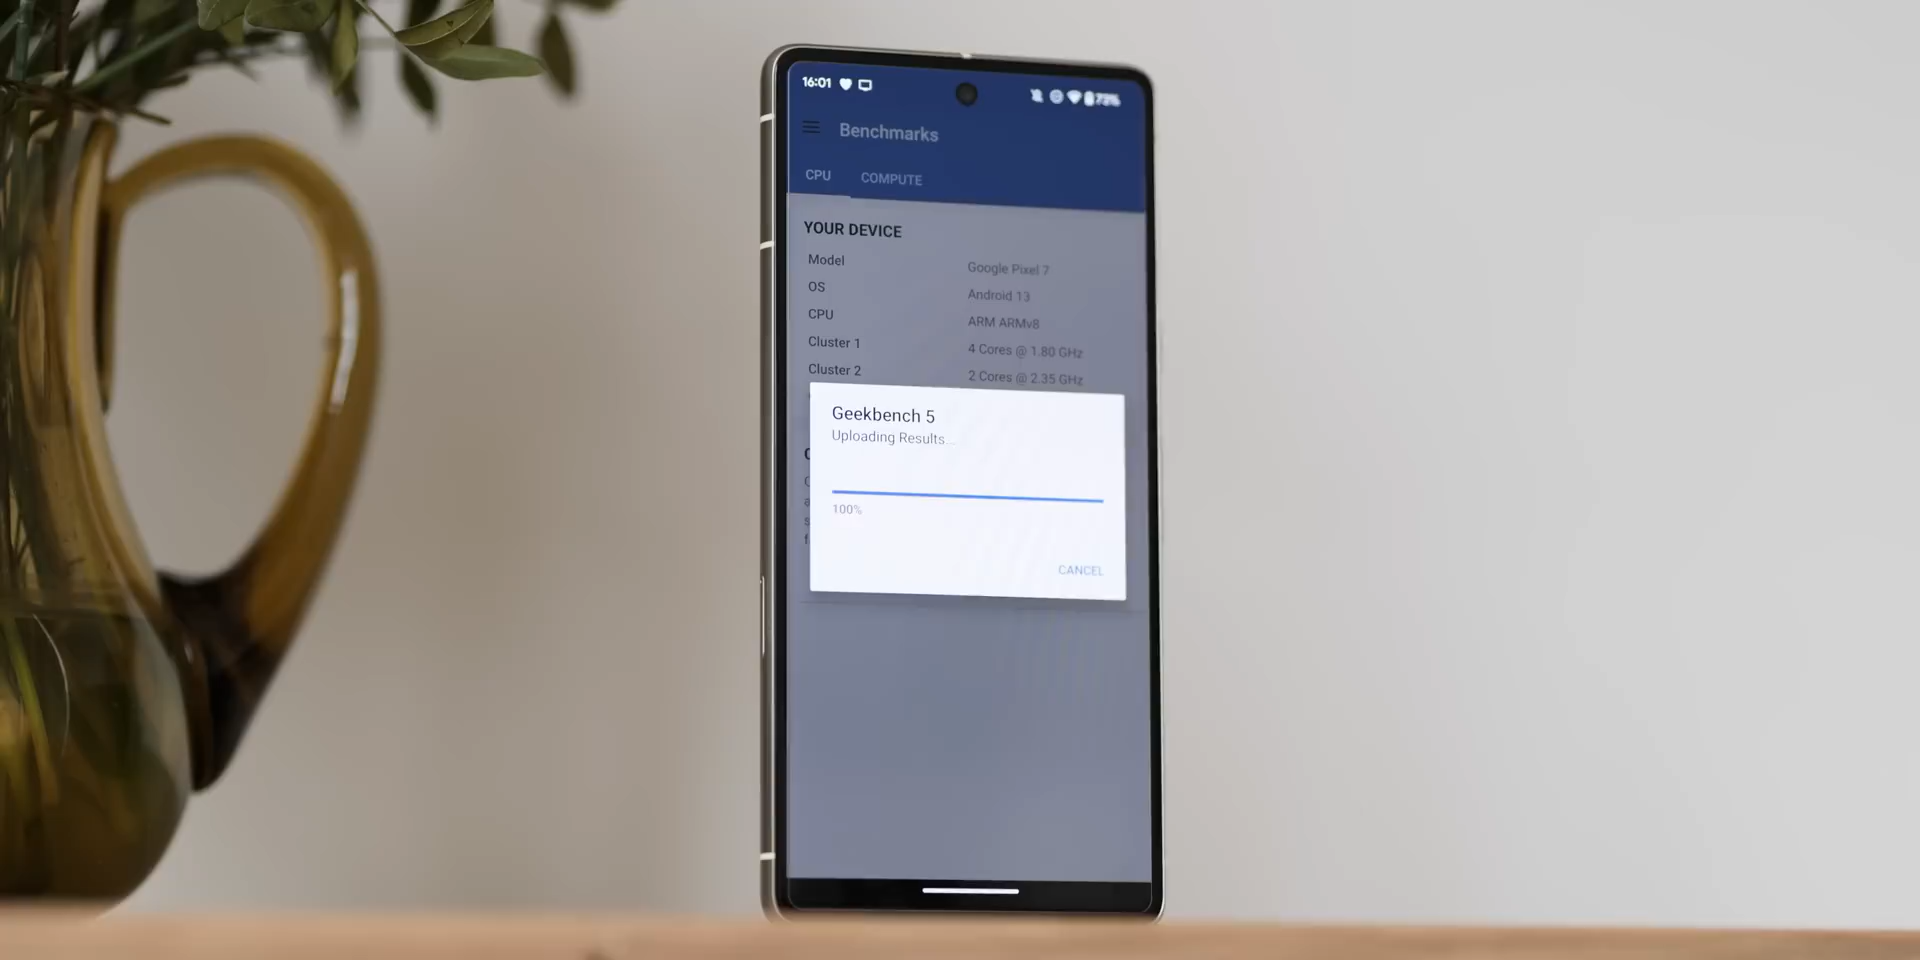 16:01 73%
Benchmarks
CPU COMPUTE
YOUR DEVICE
Model Google Pixel 7
OS Android 13
CPU ARM ARMv8
Cluster 1 4 Cores @ 1.80 GHz
Cluster 2 2 Cores @ 2.35 GHz
Geekbench 5
Uploading Results...
100%
CANCEL